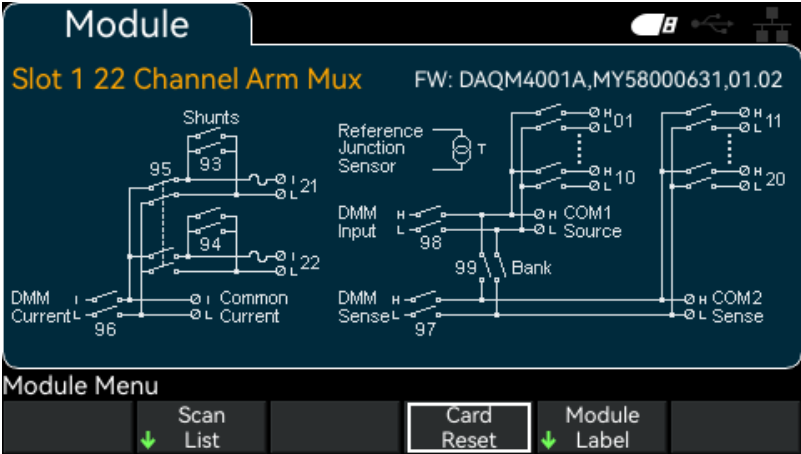 Module
Slot 1 22 Channel Arm Mux
FW: DAQM4001A,MY58000631,01.02
Shunts
93
95
I
21
L
94
I
22
L
DMM I
Current L
96
I Common
L Current
Reference
Junction
Sensor
T
H
01
L
H
10
L
H
11
L
H
20
L
DMM H
Input L
98
H COM1
L Source
99
Bank
DMM H
Sense L
97
H COM2
L Sense
Module Menu
Scan
List
Card
Reset
Module
Label